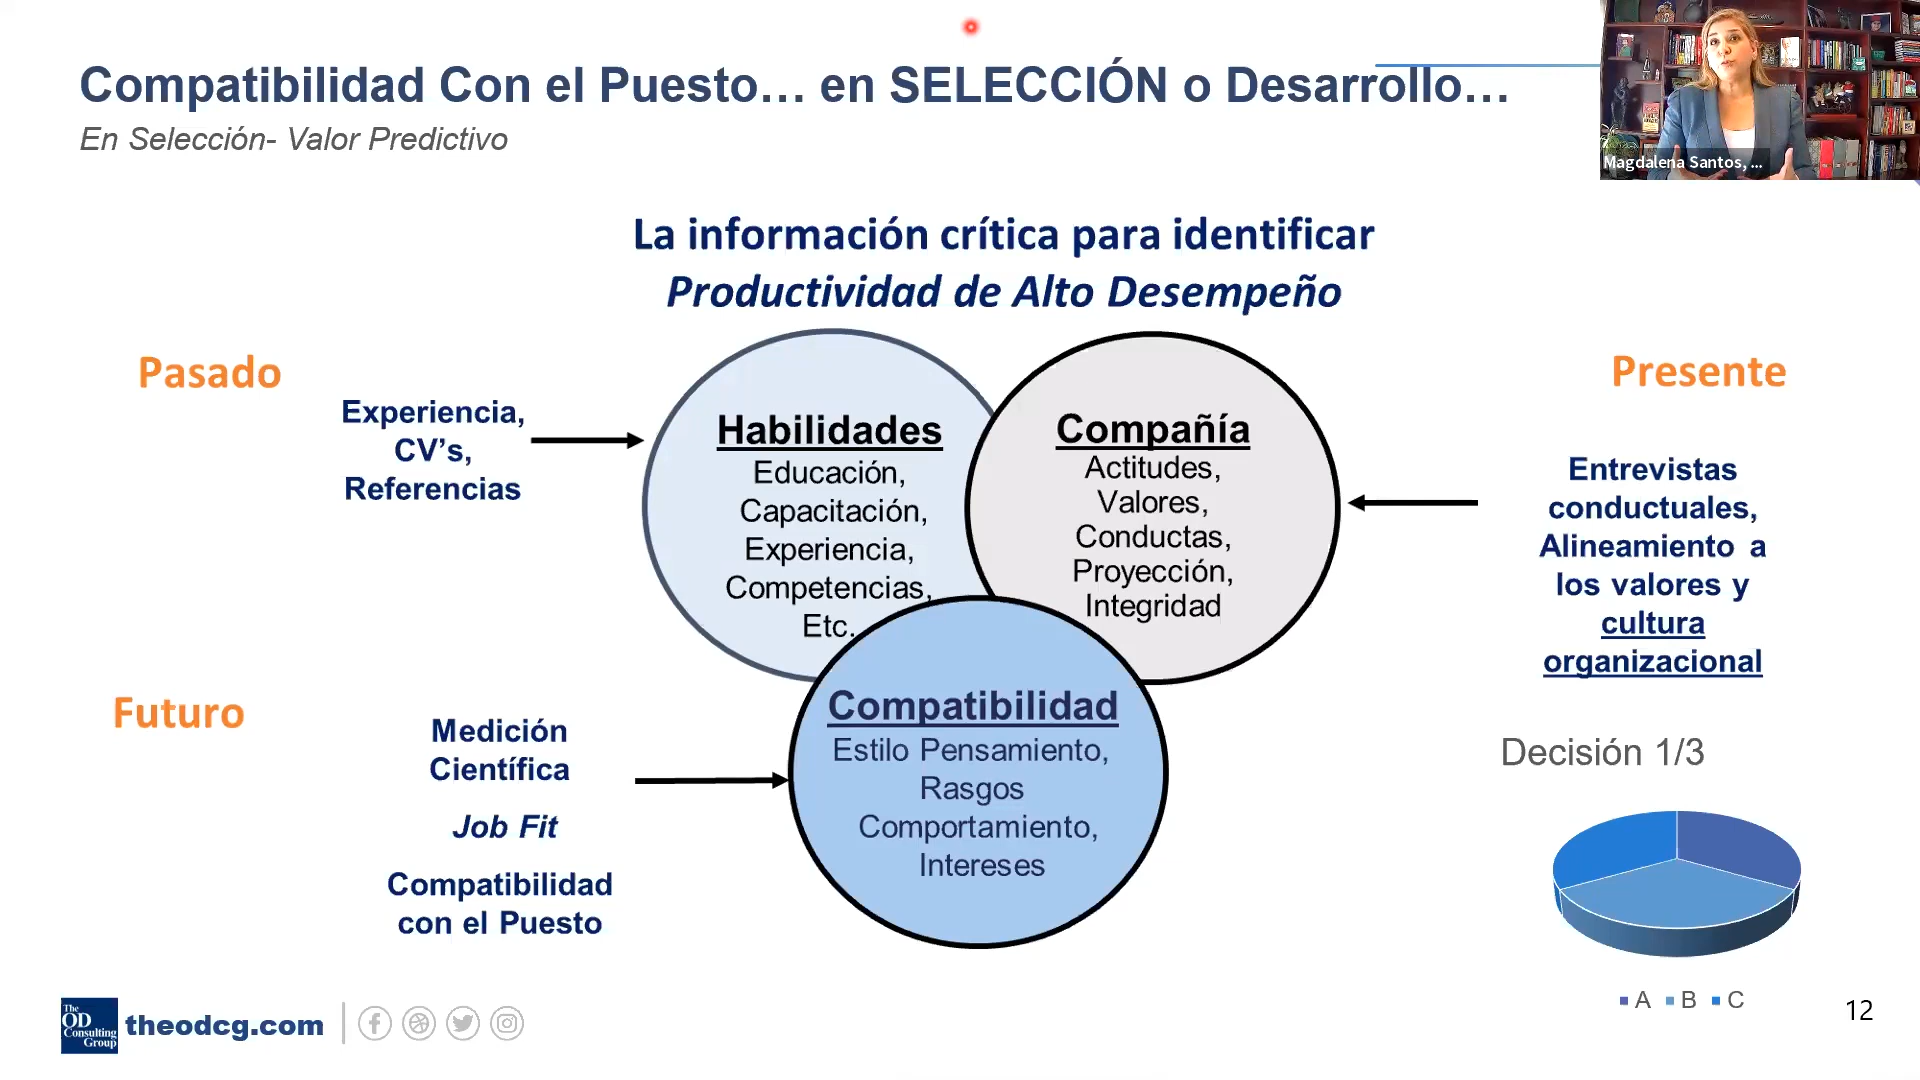 Compatibilidad Con el Puesto… en SELECCIÓN o Desarrollo…
En Selección- Valor Predictivo
Magdalena Santos, ...
La información crítica para identificar
Productividad de Alto Desempeño
Pasado
Experiencia,
CV’s,
Referencias
Habilidades
Educación,
Capacitación,
Experiencia,
Competencias,
Etc.
Compañía
Actitudes,
Valores,
Conductas,
Proyección,
Integridad
Presente
Entrevistas
conductuales,
Alineamiento a
los valores y
cultura
organizacional
Futuro
Medición
Científica
Job Fit
Compatibilidad
con el Puesto
Compatibilidad
Estilo Pensamiento,
Rasgos
Comportamiento,
Intereses
Decisión 1/3
A B C
The
OD
Consulting
Group
theodcg.com
12